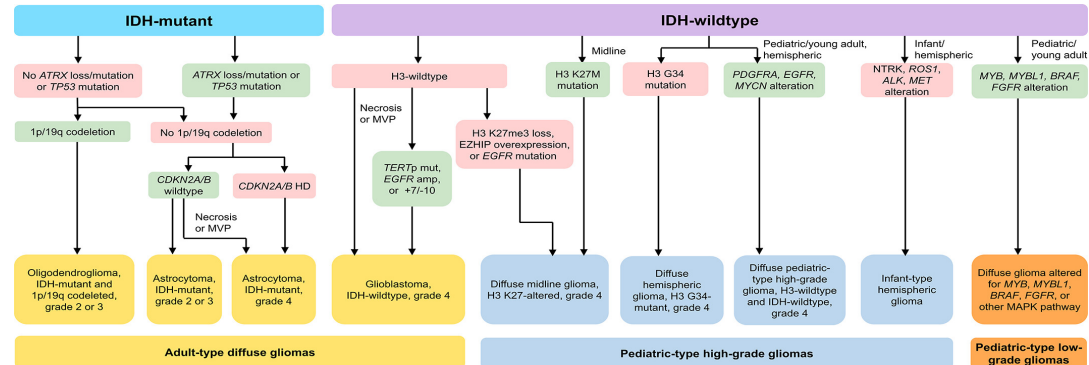 IDH-mutant
IDH-wildtype
No ATRX loss/mutation
or TP53 mutation
ATRX loss/mutation or
TP53 mutation
H3-wildtype
Midline
H3 K27M
mutation
H3 G34
mutation
Pediatric/young adult,
hemispheric
PDGFRA, EGFR,
MYCN alteration
Infant/
hemispheric
NTRK, ROS1,
ALK, MET
alteration
Pediatric/
young adult
MYB, MYBL1, BRAF,
FGFR alteration
1p/19q codeletion
No 1p/19q codeletion
Necrosis
or MVP
H3 K27me3 loss,
EZHIP overexpression,
or EGFR mutation
TERTp mut,
EGFR amp,
or +7/-10
CDKN2A/B
wildtype
CDKN2A/B HD
Necrosis
or MVP
Oligodendroglioma,
IDH-mutant and
1p/19q codeleted,
grade 2 or 3
Astrocytoma,
IDH-mutant,
grade 2 or 3
Astrocytoma,
IDH-mutant,
grade 4
Glioblastoma,
IDH-wildtype, grade 4
Diffuse midline glioma,
H3 K27-altered, grade 4
Diffuse
hemispheric
glioma, H3 G34-
mutant, grade 4
Diffuse pediatric-
type high-grade
glioma, H3-wildtype
and IDH-wildtype,
grade 4
Infant-type
hemispheric
glioma
Diffuse glioma altered
for MYB, MYBL1,
BRAF, FGFR, or
other MAPK pathway
Adult-type diffuse gliomas
Pediatric-type high-grade gliomas
Pediatric-type low-
grade gliomas